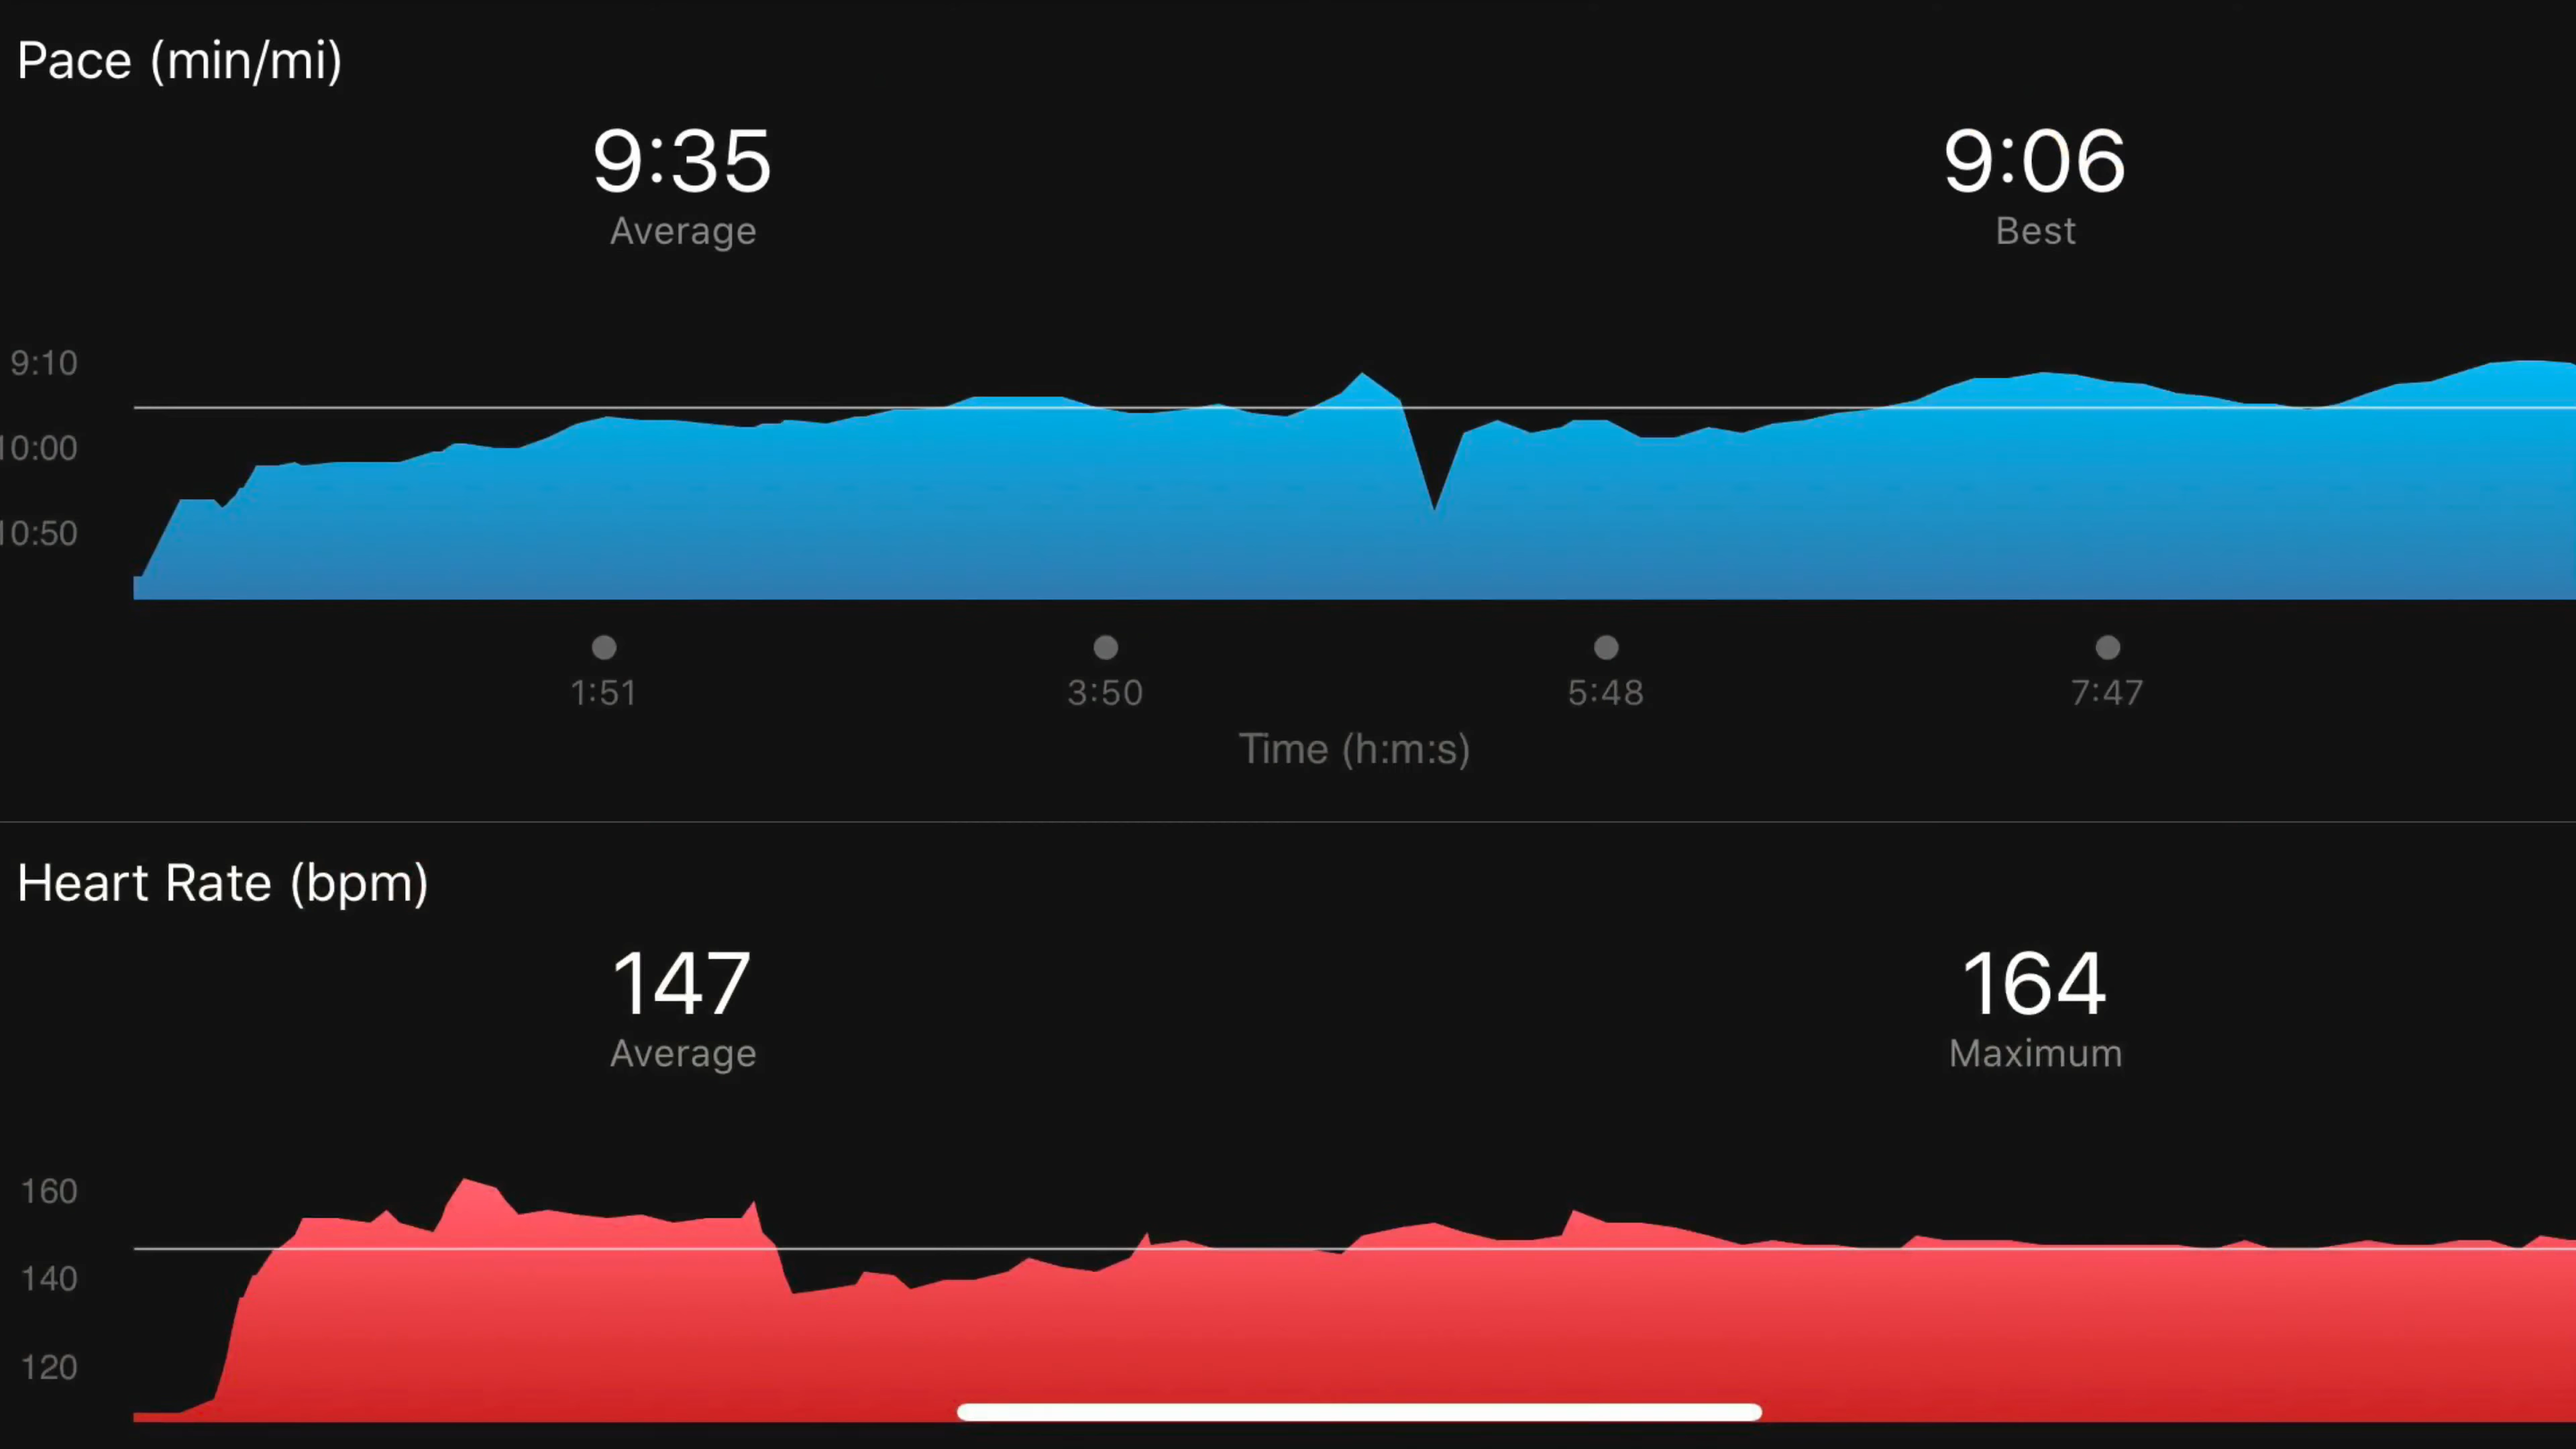 Pace (min/mi)
9:35
9:06
Average
Best
9:10
10:00
10:50
1:51
3:50
5:48
7:47
Time (h:m:s)
Heart Rate (bpm)
147
164
Average
Maximum
160
140
120